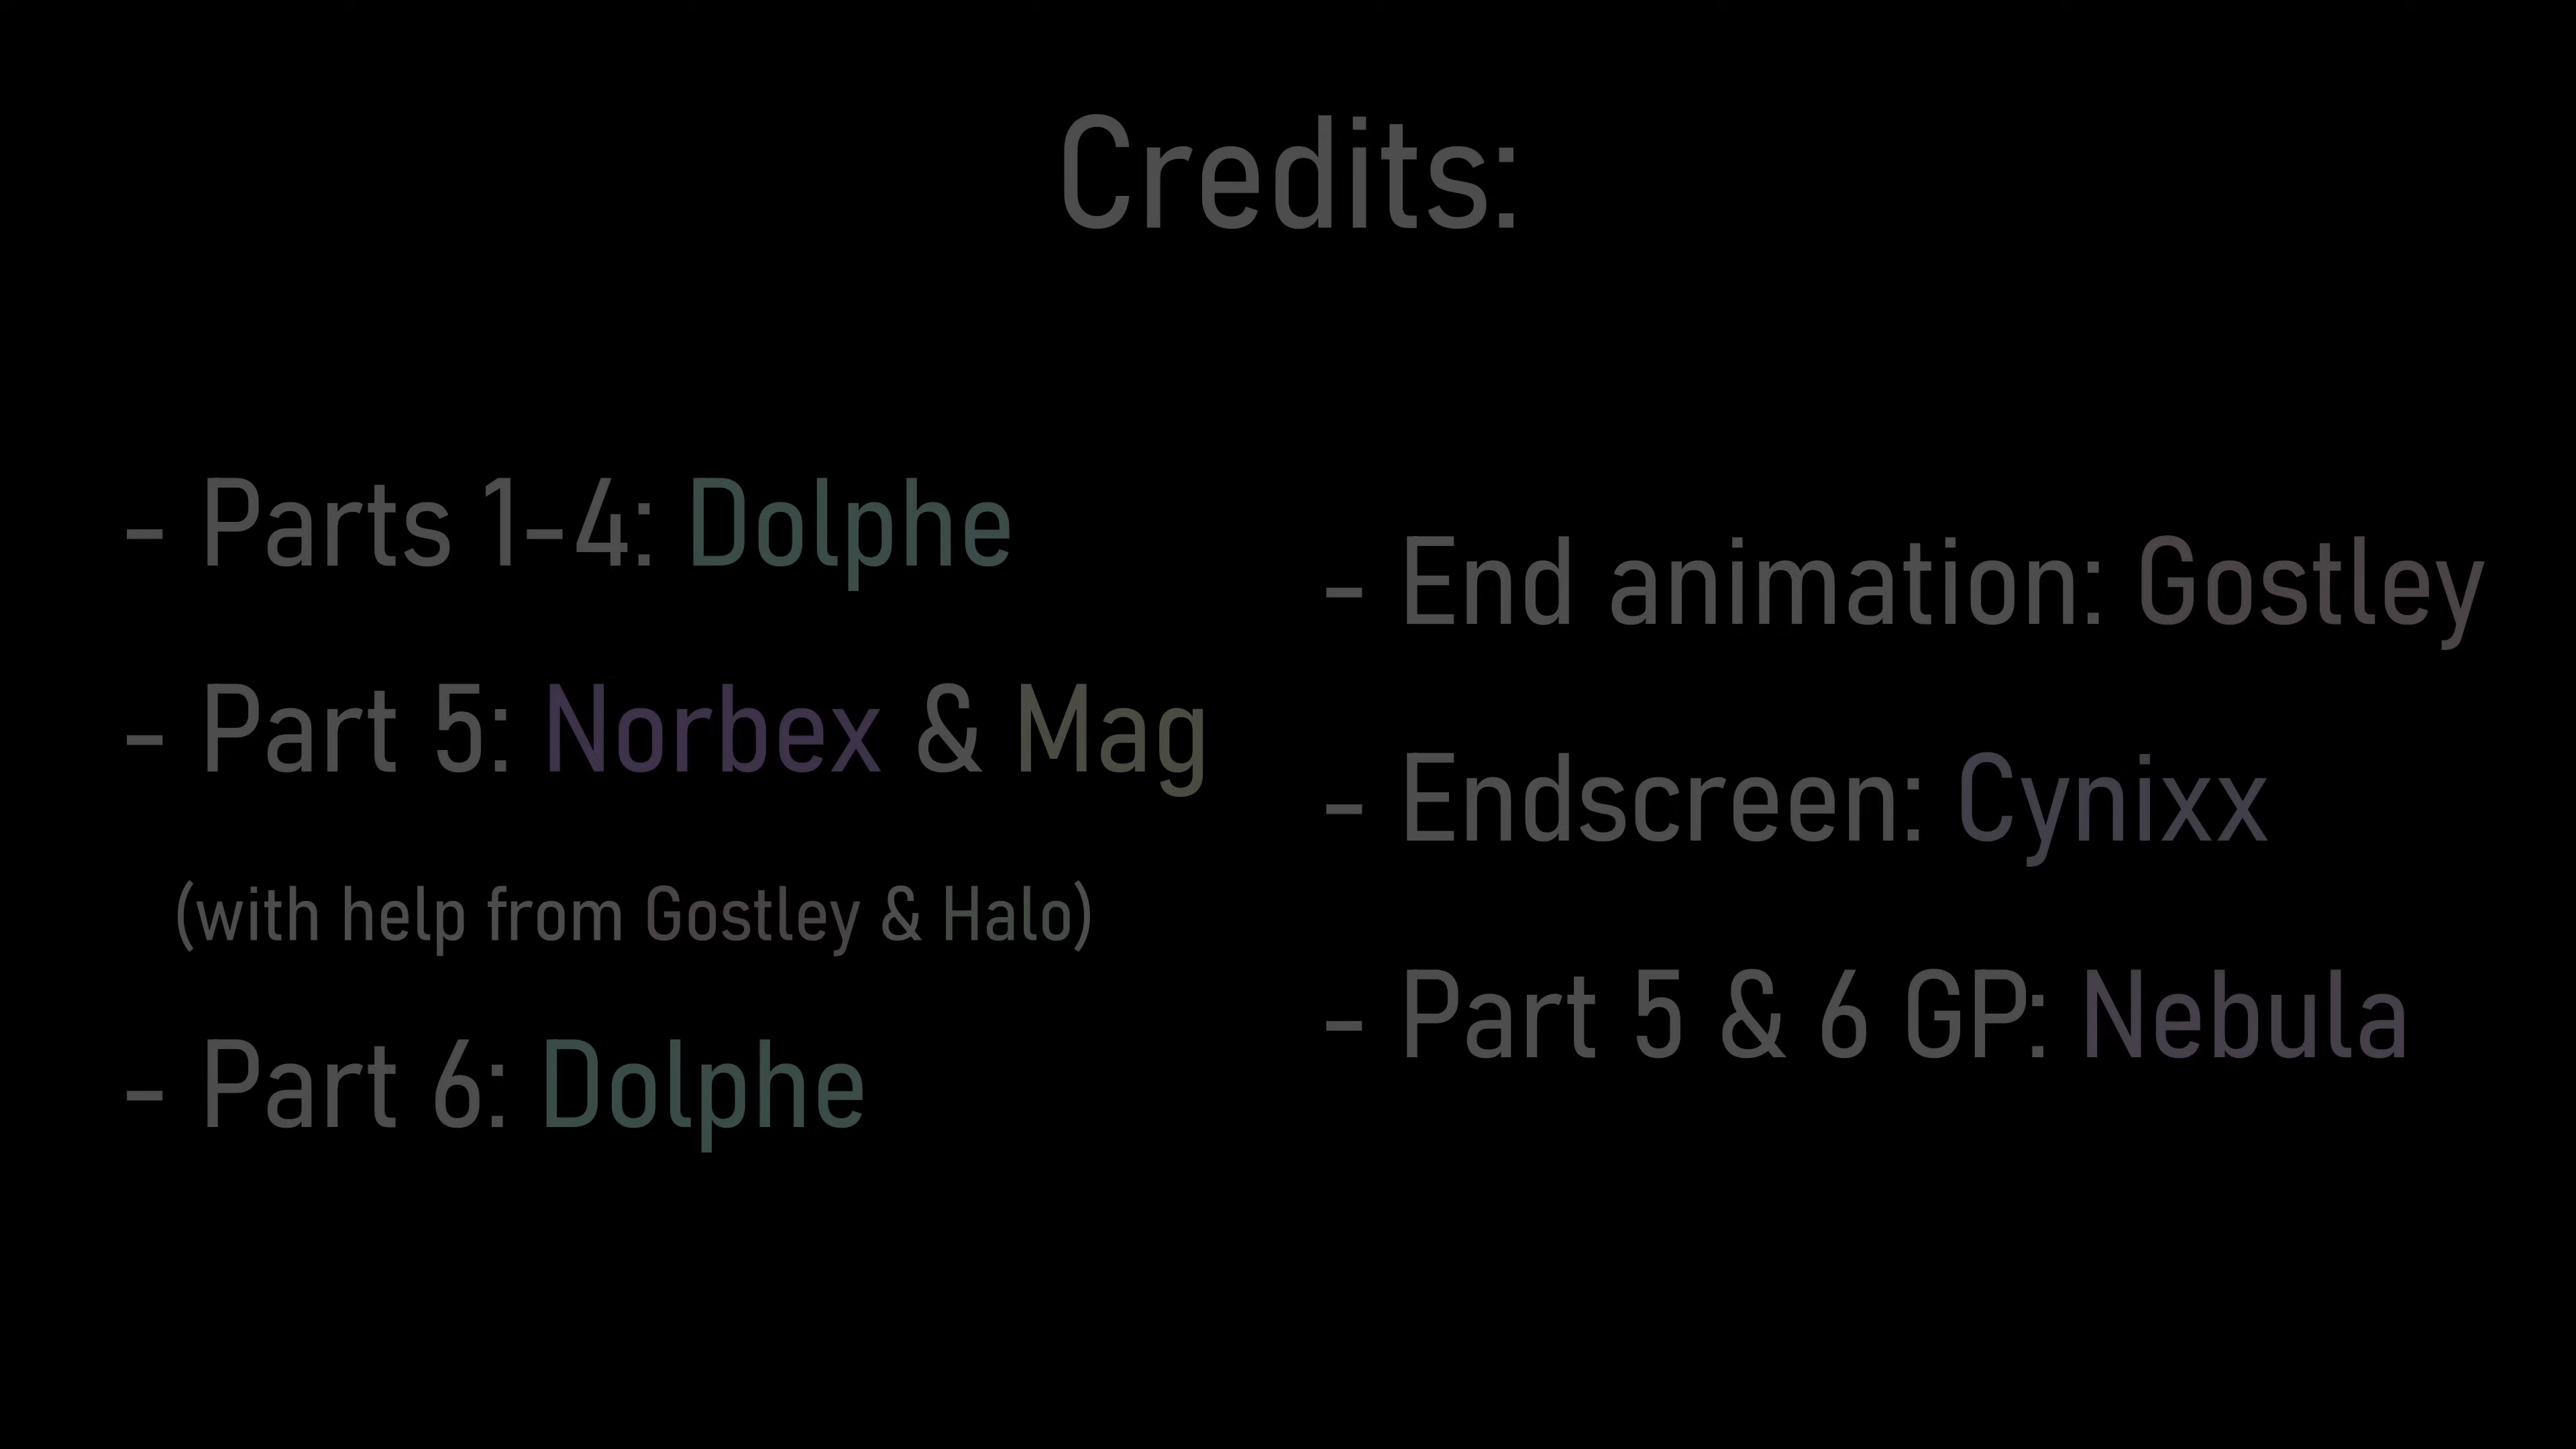 Credits:
- Parts 1-4: Dolphe
- Part 5: Norbex & Mag
(with help from Gostley & Halo)
- Part 6: Dolphe
- End animation: Gostley
- Endscreen: Cynixx
- Part 5 & 6 GP: Nebula